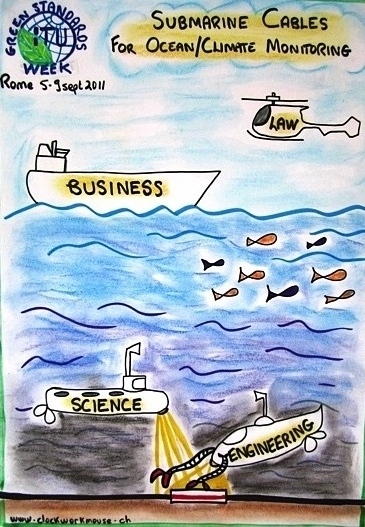 GREEN STANDARDS
ITU
WEEK
Rome 5-9 sept 2011
SUBMARINE CABLES
FOR OCEAN/CLIMATE MONITORING
LAW
BUSINESS
SCIENCE
ENGINEERING
www.clockworkmouse.ch